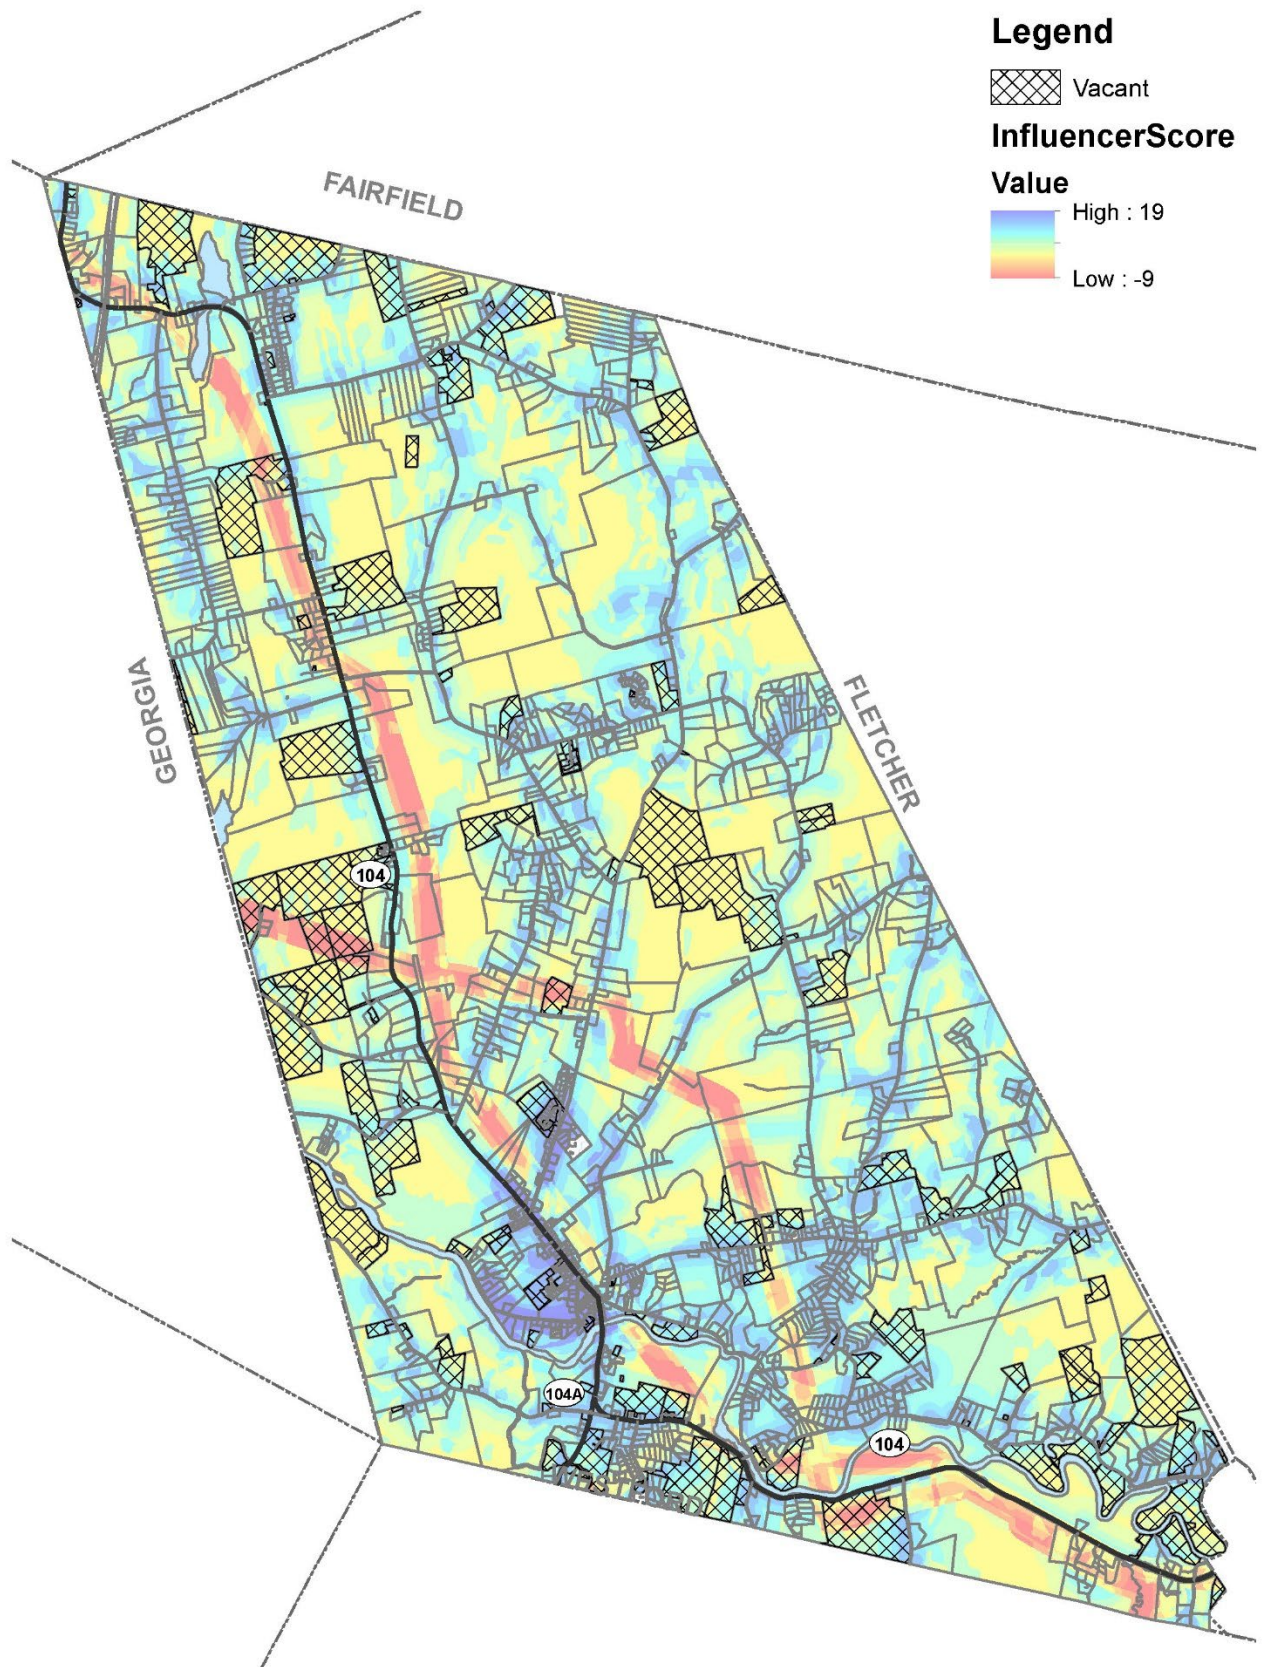 Legend
Vacant
InfluencerScore
Value
High : 19
Low : -9
FAIRFIELD
GEORGIA
FLETCHER
104
104A
104